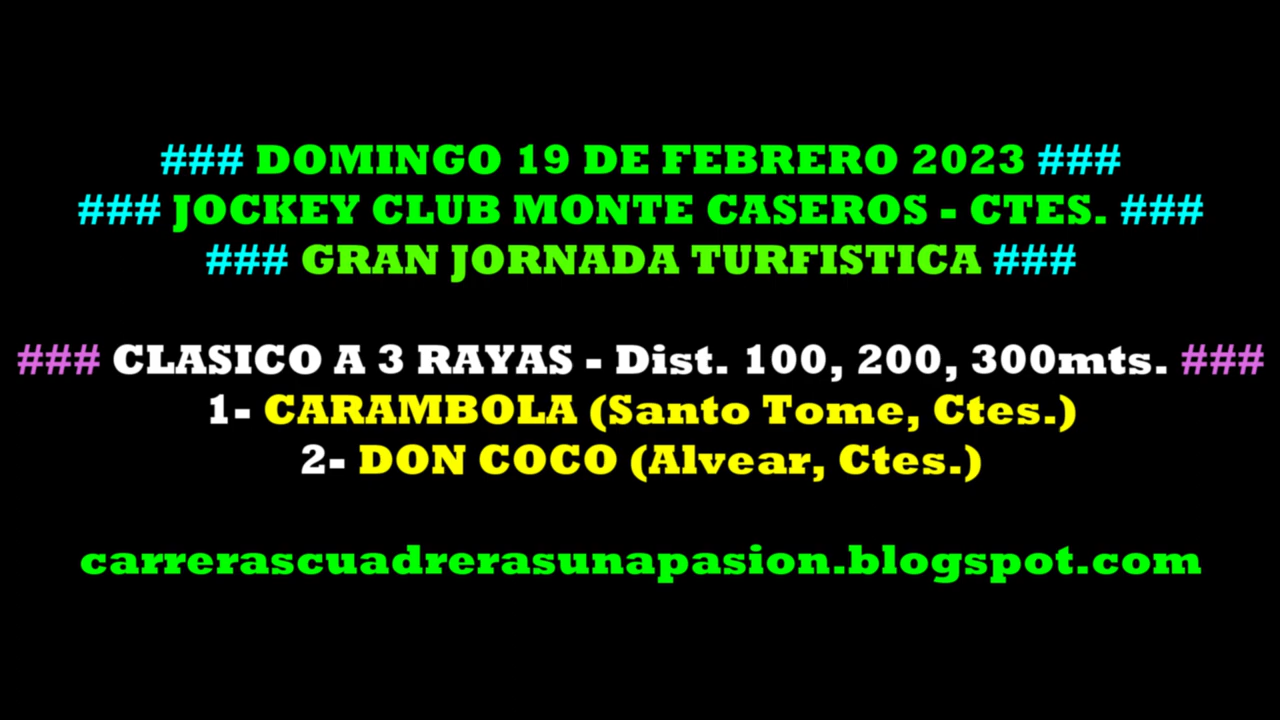 ### DOMINGO 19 DE FEBRERO 2023 ###
### JOCKEY CLUB MONTE CASEROS - CTES. ###
### GRAN JORNADA TURFISTICA ###
### CLASICO A 3 RAYAS - Dist. 100, 200, 300mts. ###
1- CARAMBOLA (Santo Tome, Ctes.)
2- DON COCO (Alvear, Ctes.)
carrerascuadrerasunapasion.blogspot.com